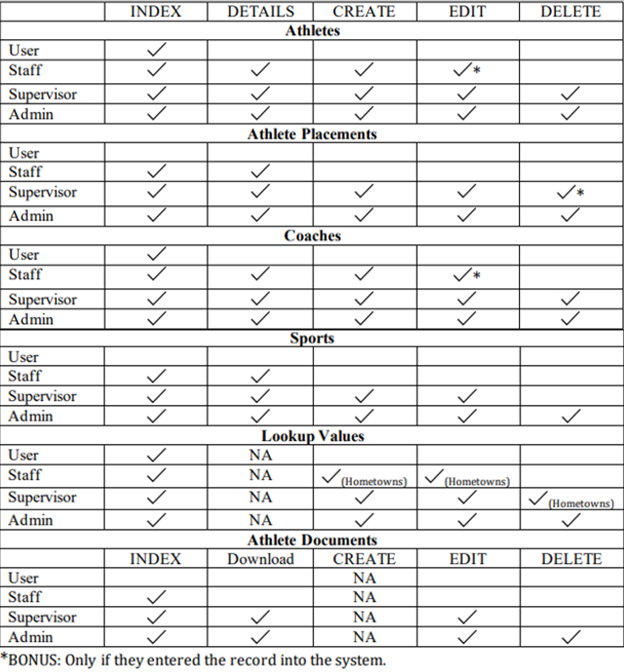 INDEX DETAILS CREATE EDIT DELETE
Athletes
User ✓
Staff ✓ ✓ ✓ ✓*
Supervisor ✓ ✓ ✓ ✓ ✓
Admin ✓ ✓ ✓ ✓ ✓
Athlete Placements
User
Staff ✓ ✓
Supervisor ✓ ✓ ✓ ✓ ✓*
Admin ✓ ✓ ✓ ✓ ✓
Coaches
User ✓
Staff ✓ ✓ ✓ ✓*
Supervisor ✓ ✓ ✓ ✓ ✓
Admin ✓ ✓ ✓ ✓ ✓
Sports
User
Staff ✓ ✓
Supervisor ✓ ✓ ✓ ✓
Admin ✓ ✓ ✓ ✓ ✓
Lookup Values
User ✓ NA
Staff ✓ NA ✓(Hometowns) ✓(Hometowns)
Supervisor ✓ NA ✓ ✓ ✓(Hometowns)
Admin ✓ NA ✓ ✓ ✓
Athlete Documents
INDEX Download CREATE EDIT DELETE
User NA
Staff ✓ NA
Supervisor ✓ ✓ NA ✓
Admin ✓ ✓ NA ✓ ✓
*BONUS: Only if they entered the record into the system.